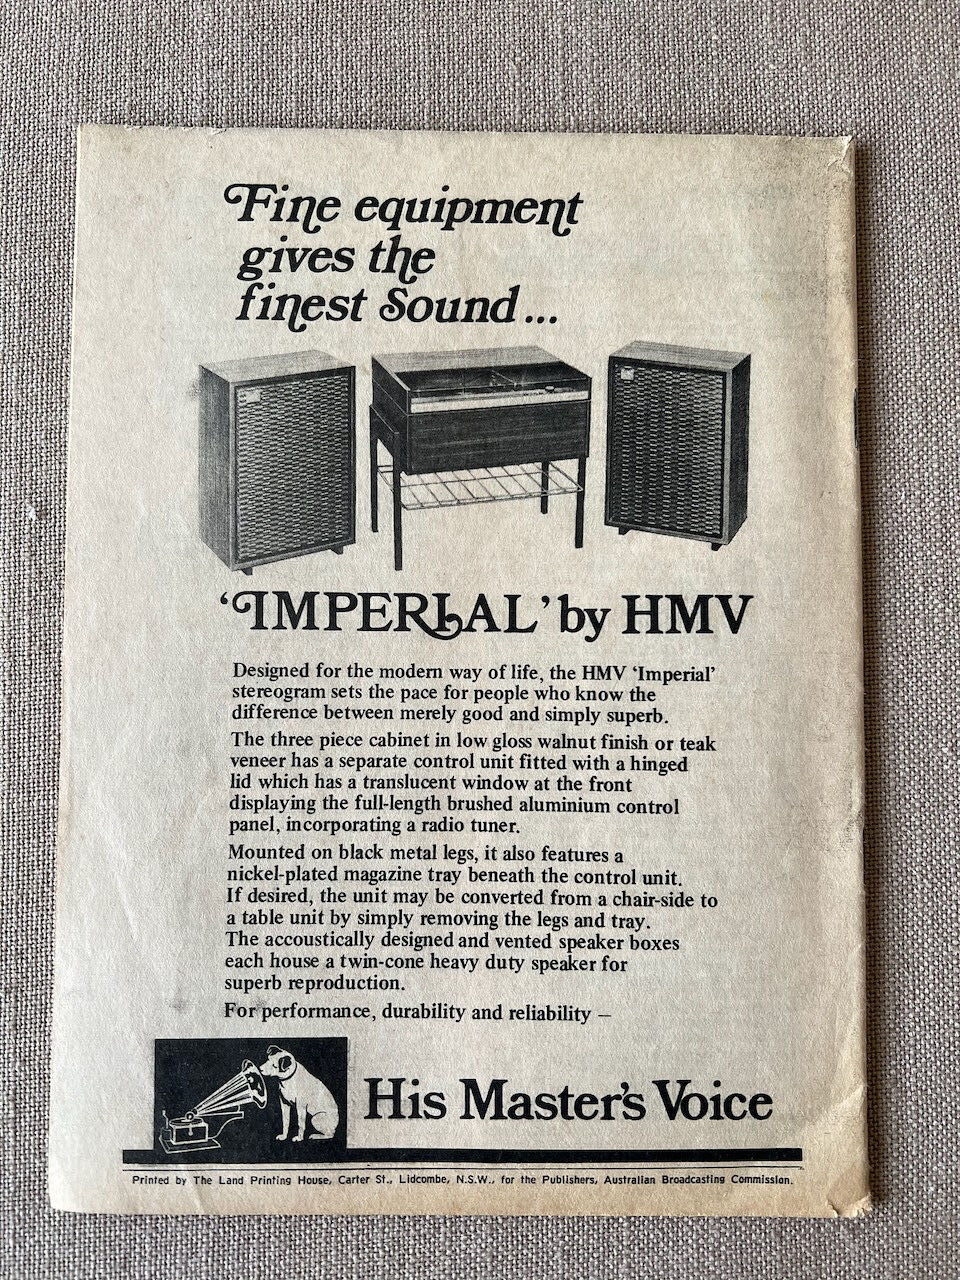 Fine equipment
gives the
finest Sound...
‘IMPERIAL’ by HMV
Designed for the modern way of life, the HMV ‘Imperial’
stereogram sets the pace for people who know the
difference between merely good and simply superb.
The three piece cabinet in low gloss walnut finish or teak
veneer has a separate control unit fitted with a hinged
lid which has a translucent window at the front
displaying the full-length brushed aluminium control
panel, incorporating a radio tuner.
Mounted on black metal legs, it also features a
nickel-plated magazine tray beneath the control unit.
If desired, the unit may be converted from a chair-side to
a table unit by simply removing the legs and tray.
The accoustically designed and vented speaker boxes
each house a twin-cone heavy duty speaker for
superb reproduction.
For performance, durability and reliability —
His Master's Voice
Printed by The Land Printing House, Carter St., Lidcombe, N.S.W., for the Publishers, Australian Broadcasting Commission.